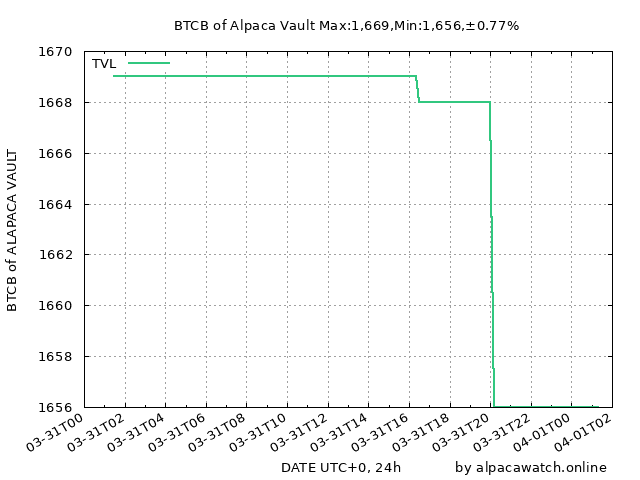 BTCB of Alpaca Vault Max:1,669,Min:1,656,±0.77%
TVL
BTCB of ALAPACA VAULT
1670
1668
1666
1664
1662
1660
1658
1656
03-31T00
03-31T02
03-31T04
03-31T06
03-31T08
03-31T10
03-31T12
03-31T14
03-31T16
03-31T18
03-31T20
03-31T22
04-01T00
04-01T02
DATE UTC+0, 24h
by alpacawatch.online